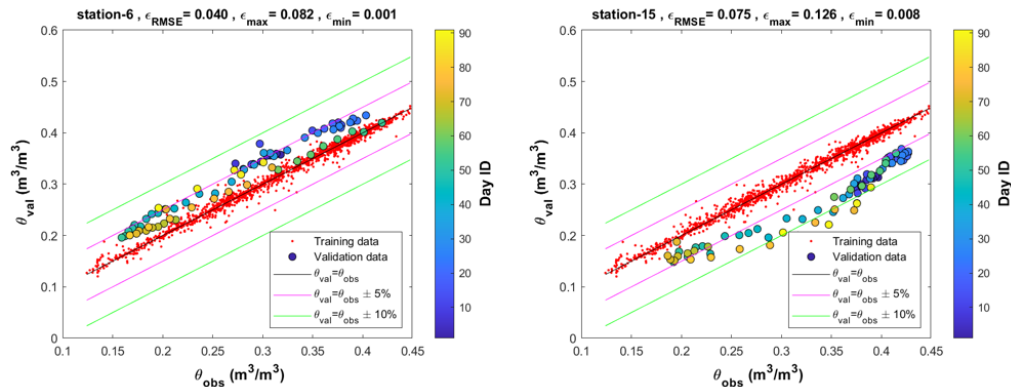 station-6 , ϵRMSE = 0.040 , ϵmax = 0.082 , ϵmin = 0.001
0.6
0.5
0.4
0.3
0.2
0.1
0
θval (m³/m³)
0.1 0.15 0.2 0.25 0.3 0.35 0.4 0.45
θobs (m³/m³)
Training data
Validation data
θval=θobs
θval=θobs ± 5%
θval=θobs ± 10%
90
80
70
60
50
40
30
20
10
Day ID
station-15 , ϵRMSE = 0.075 , ϵmax = 0.126 , ϵmin = 0.008
0.6
0.5
0.4
0.3
0.2
0.1
0
θval (m³/m³)
0.1 0.15 0.2 0.25 0.3 0.35 0.4 0.45
θobs (m³/m³)
Training data
Validation data
θval=θobs
θval=θobs ± 5%
θval=θobs ± 10%
90
80
70
60
50
40
30
20
10
Day ID